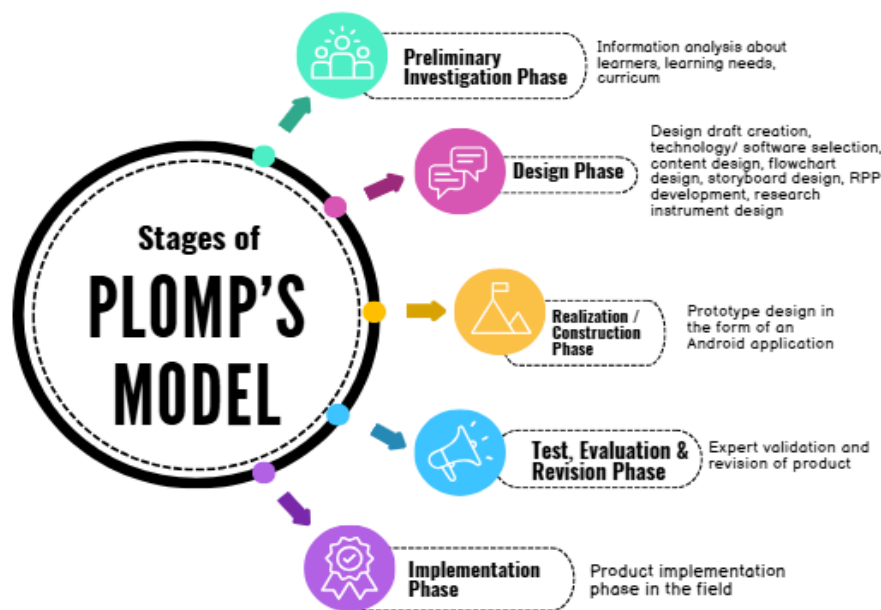 Stages of
PLOMP'S
MODEL
Preliminary
Investigation Phase
Information analysis about
learners, learning needs,
curricum
Design Phase
Design draft creation,
technology/ software selection,
content design, flowchart
design, storyboard design, RPP
development, research
instrument design
Realization /
Construction
Phase
Prototype design in
the form of an
Android application
Test, Evaluation &
Revision Phase
Expert validation and
revision of product
Implementation
Phase
Product implementation
phase in the field